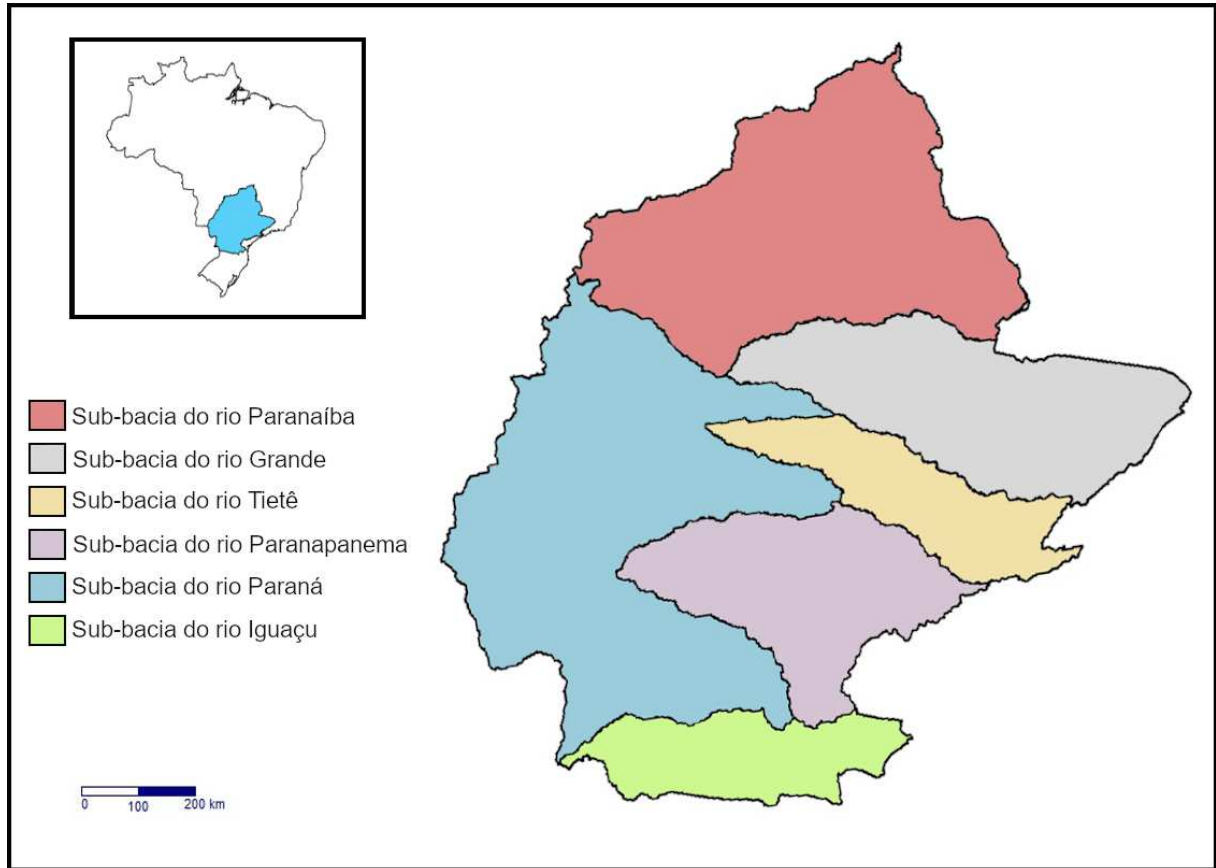 Sub-bacia do rio Paranaíba
Sub-bacia do rio Grande
Sub-bacia do rio Tietê
Sub-bacia do rio Paranapanema
Sub-bacia do rio Paraná
Sub-bacia do rio Iguaçu
0 100 200 km